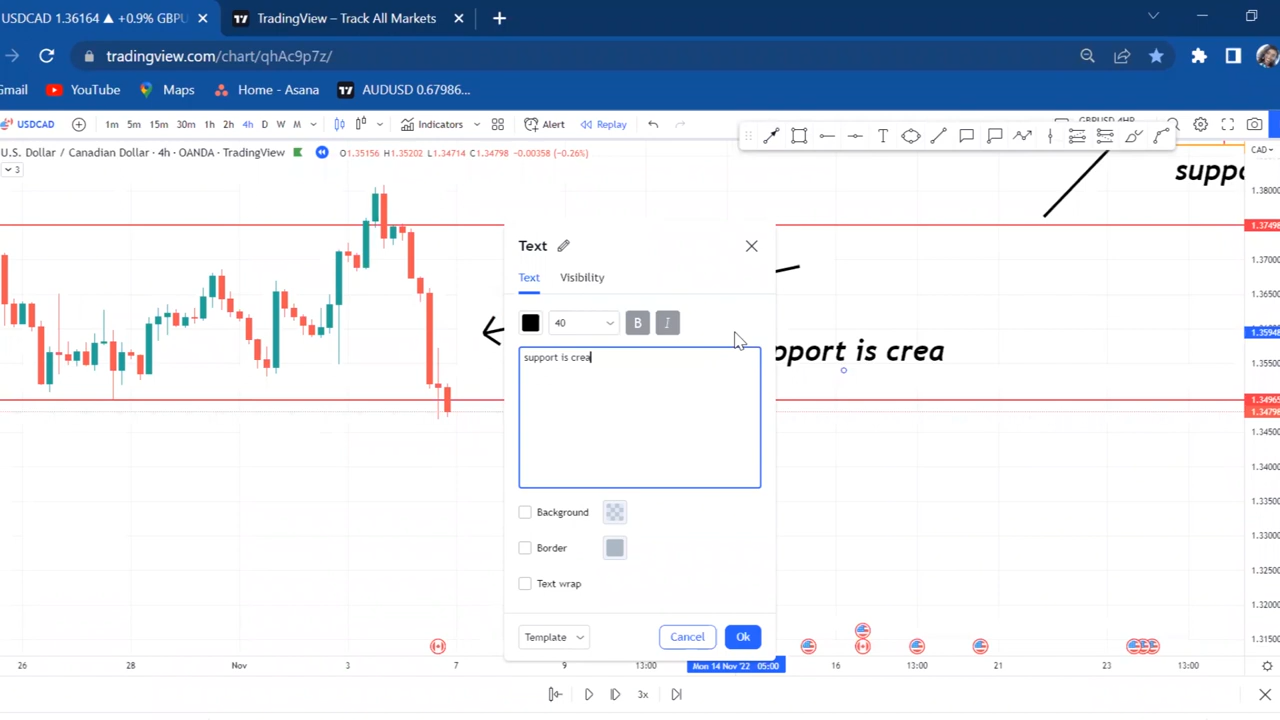 USDCAD 1.36164 ▲ +0.9% GBPU
TradingView – Track All Markets
tradingview.com/chart/qhAc9p7z/
Gmail
YouTube
Maps
Home - Asana
AUDUSD 0.67986...
USDCAD
1m 5m 15m 30m 1h 2h 4h D W M
Indicators
Alert
Replay
GBPUSD 4HR
U.S. Dollar / Canadian Dollar · 4h · OANDA · TradingView
O1.35156 H1.35202 L1.34714 C1.34798 -0.00358 (-0.26%)
CAD
3
suppo
1.38000
1.37498
1.37000
1.36500
1.35948
1.35500
1.34965
1.34798
1.34500
1.34000
1.33500
1.33000
1.32500
1.32000
1.31500
Text
Text
Visibility
40
B
I
support is crea
pport is crea
Background
Border
Text wrap
Template
Cancel
Ok
26
28
Nov
3
7
9
13:00
Mon 14 Nov '22 05:00
16
13:00
21
23
13:00
3x